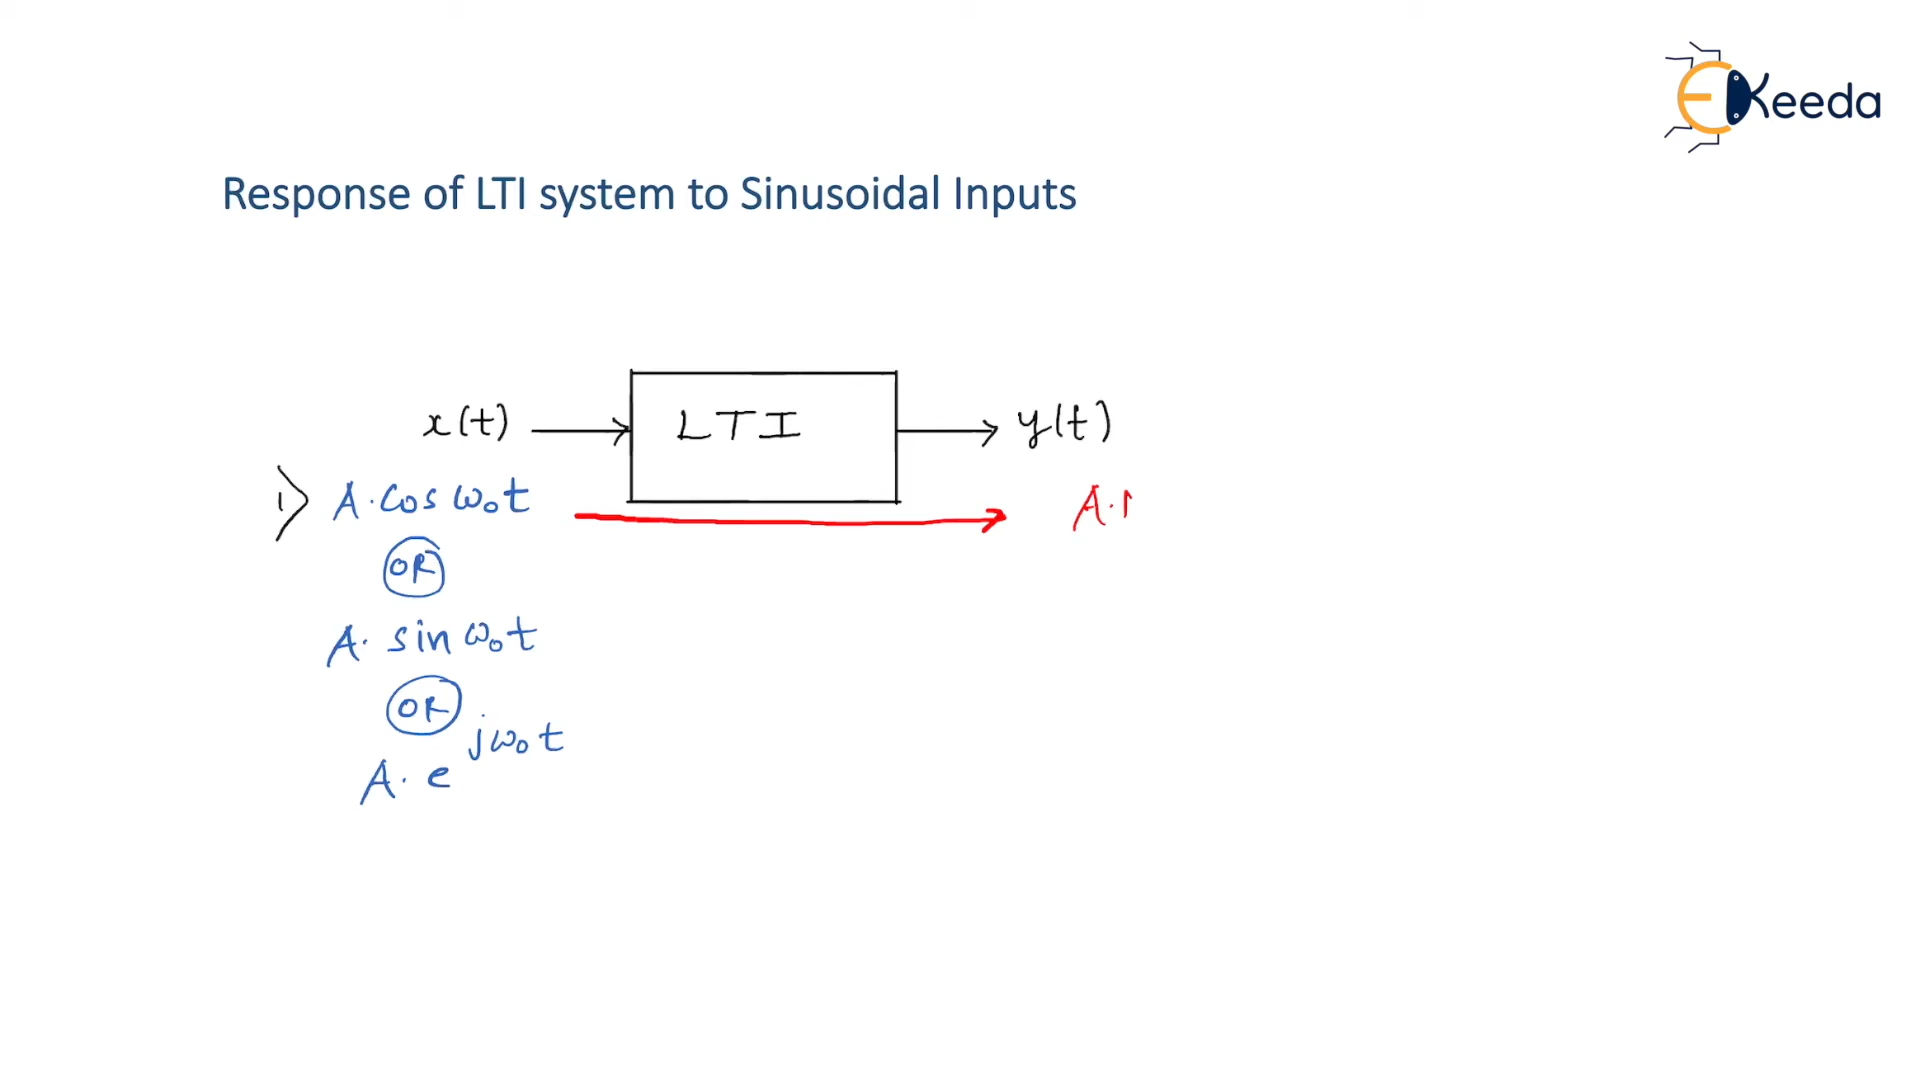 EKeeda
Response of LTI system to Sinusoidal Inputs
x(t) LTI y(t)
1) A·cos ω₀t A·
OR
A· sin ω₀t
OR
A· e^jω₀t